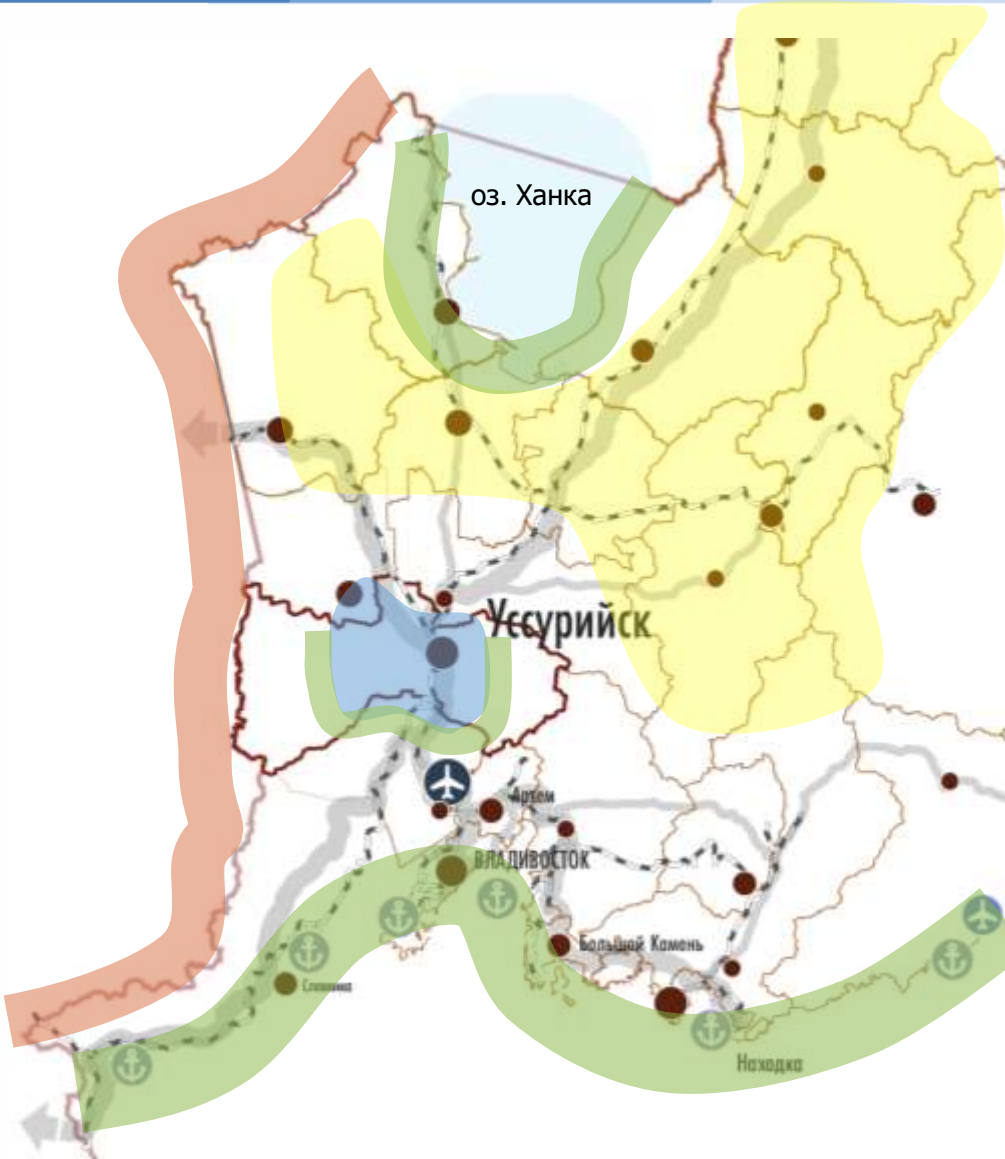 оз. Ханка
Уссурийск
Артем
ВЛАДИВОСТОК
Большой Камень
Славянка
Находка